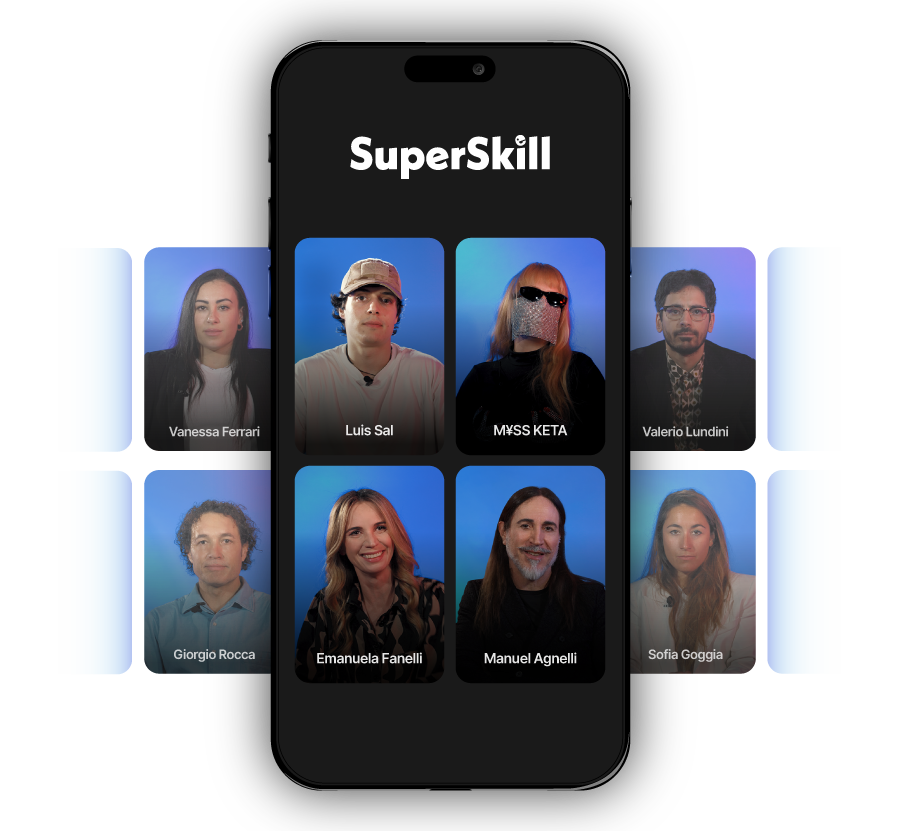 SuperSkill
Vanessa Ferrari
Luis Sal
M¥SS KETA
Valerio Lundini
Giorgio Rocca
Emanuela Fanelli
Manuel Agnelli
Sofia Goggia